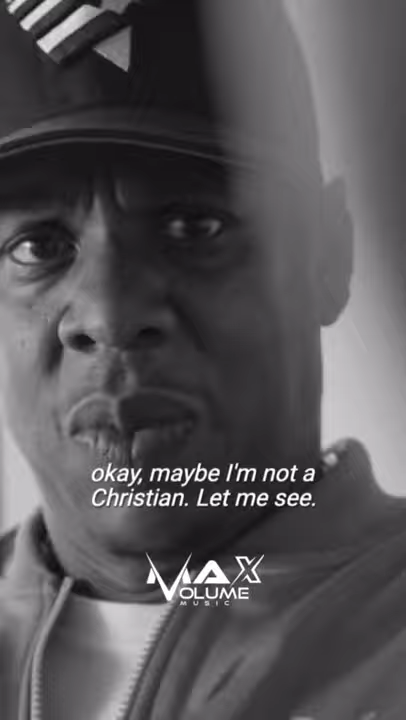 okay, maybe I'm not a
Christian. Let me see.
MAX
VOLUME
MUSIC